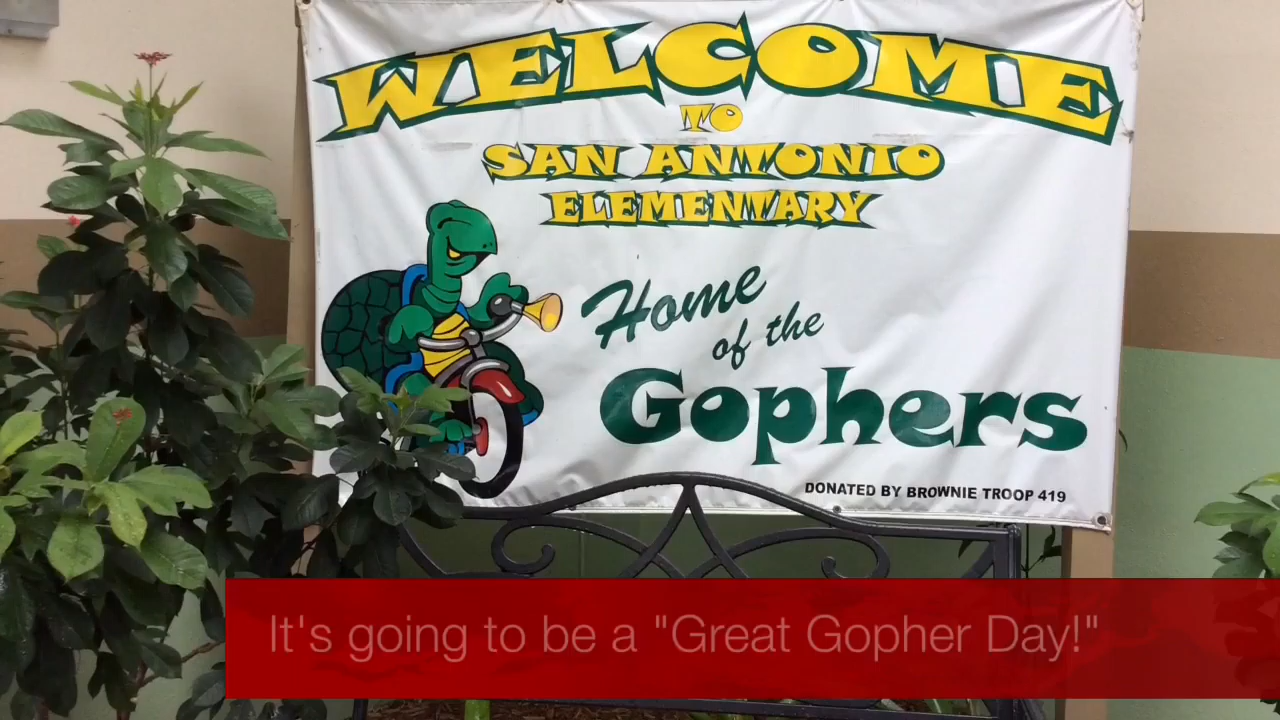 WELCOME
TO
SAN ANTONIO
ELEMENTARY
Home
of the
Gophers
DONATED BY BROWNIE TROOP 419
It's going to be a "Great Gopher Day!"